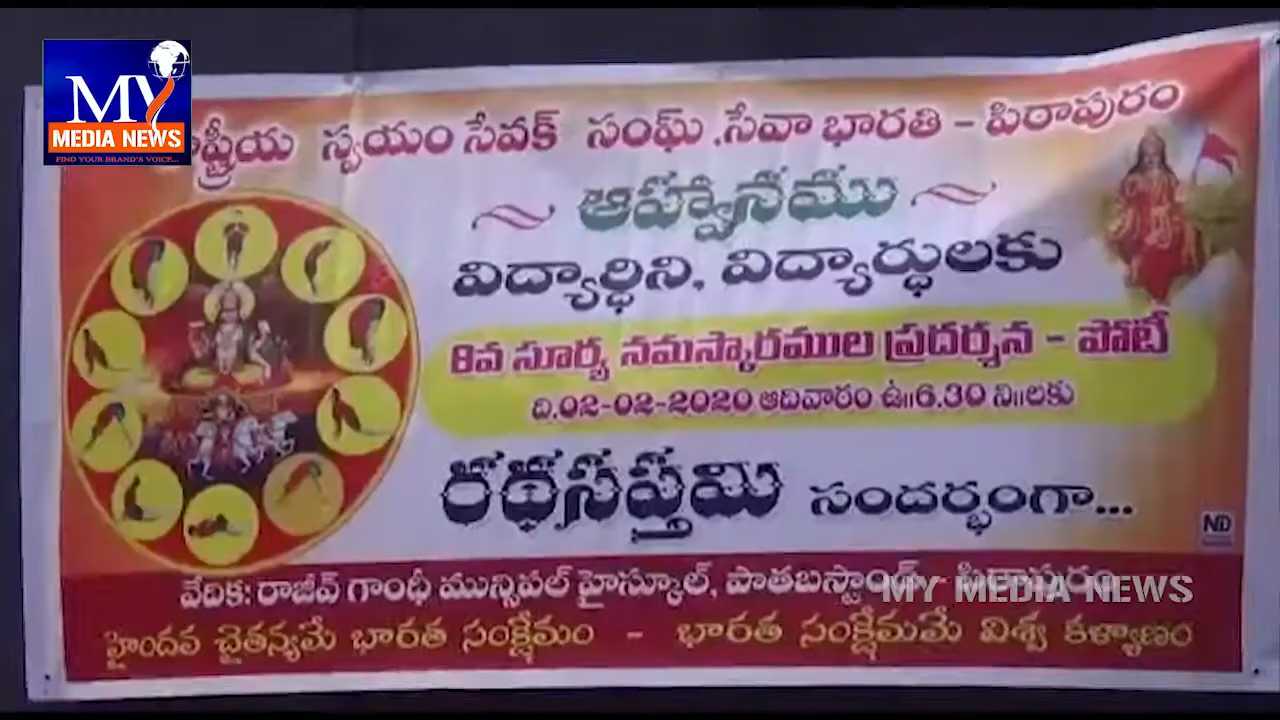 MY
MEDIA NEWS
FIND YOUR BRAND'S VOICE...
స్వయం సేవక్ సంఘ్ .సేవా భారతి - పిఠాపురం
ఆహ్వానము
విద్యార్ధిని, విద్యార్ధులకు
8వ సూర్య నమస్కారముల ప్రదర్శన - పోటీ
ది.02-02-2020 ఆదివారం ఉ॥6.30 ని॥లకు
రథసప్తమి సందర్భంగా...
ND
వేదిక: రాజీవ్ గాంధీ మున్సిపల్ హైస్కూల్, పాతబస్టాండ్ - పిఠాపురం
MY MEDIA NEWS
హైందవ చైతన్యమే భారత సంక్షేమం - భారత సంక్షేమమే విశ్వ కళ్యాణం